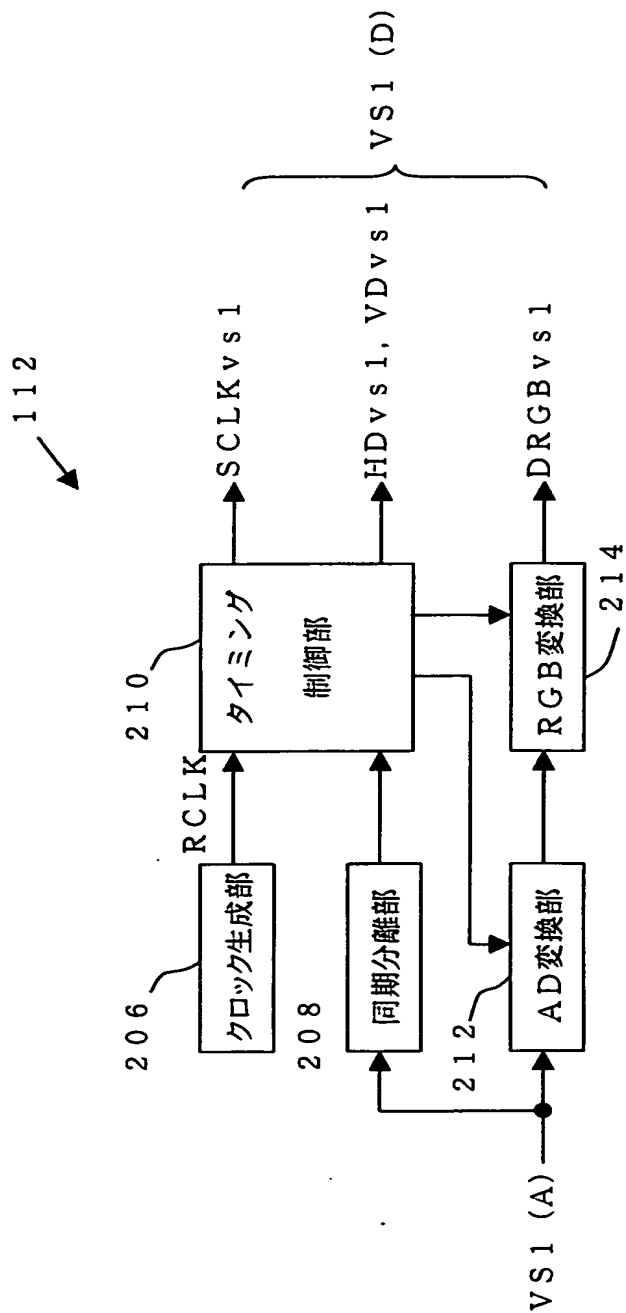 112
206
クロック生成部
RCLK
210
タイミング
制御部
SCLKvs1
208
同期分離部
HDvs1, VDvs1
VS1 (D)
VS1 (A)
212
AD変換部
RGB変換部
214
DRGBvs1